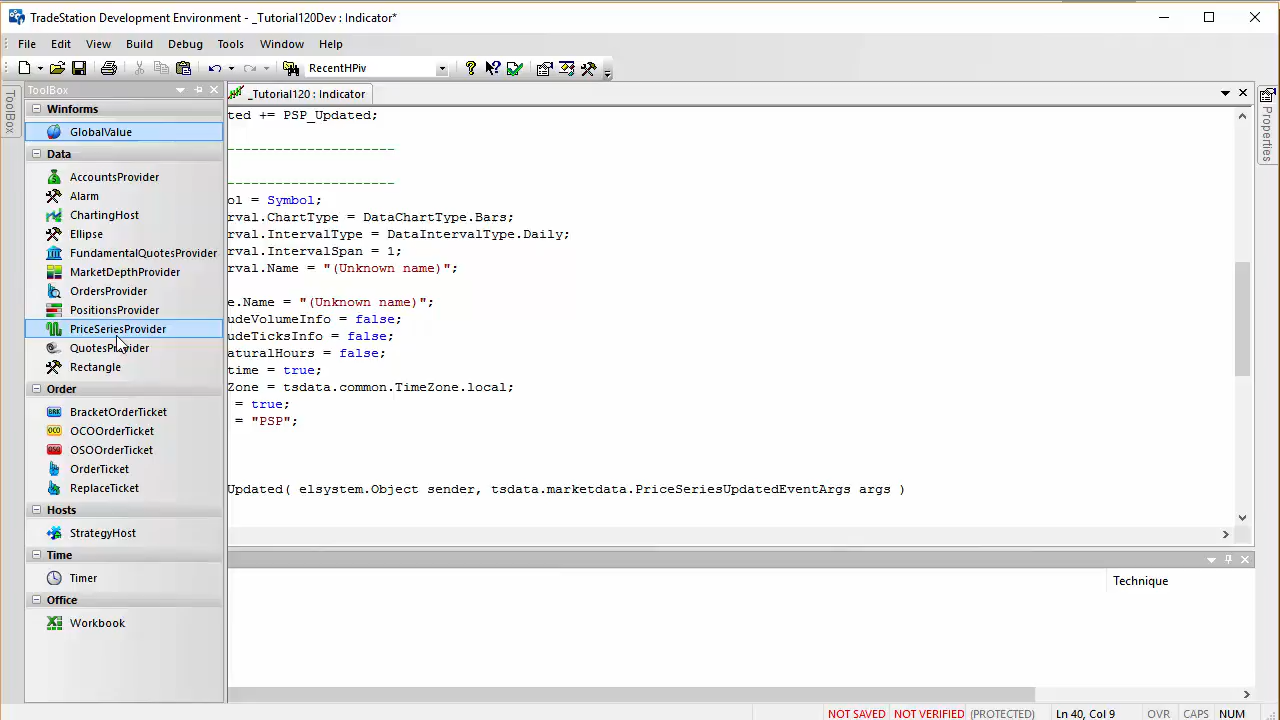 TradeStation Development Environment - _Tutorial120Dev : Indicator*
File Edit View Build Debug Tools Window Help
RecentHPiv
ToolBox
ToolBox
_Tutorial120 : Indicator
Properties
Winforms
GlobalValue
Data
AccountsProvider
Alarm
ChartingHost
Ellipse
FundamentalQuotesProvider
MarketDepthProvider
OrdersProvider
PositionsProvider
PriceSeriesProvider
QuotesProvider
Rectangle
Order
BracketOrderTicket
OCOOrderTicket
OSOOrderTicket
OrderTicket
ReplaceTicket
Hosts
StrategyHost
Time
Timer
Office
Workbook
ted += PSP_Updated;
--------------------
--------------------
ol = Symbol;
rval.ChartType = DataChartType.Bars;
rval.IntervalType = DataIntervalType.Daily;
rval.IntervalSpan = 1;
rval.Name = "(Unknown name)";
e.Name = "(Unknown name)";
udeVolumeInfo = false;
udeTicksInfo = false;
aturalHours = false;
time = true;
Zone = tsdata.common.TimeZone.local;
= true;
= "PSP";
Updated( elsystem.Object sender, tsdata.marketdata.PriceSeriesUpdatedEventArgs args )
Technique
NOT SAVED NOT VERIFIED (PROTECTED) Ln 40, Col 9 OVR CAPS NUM